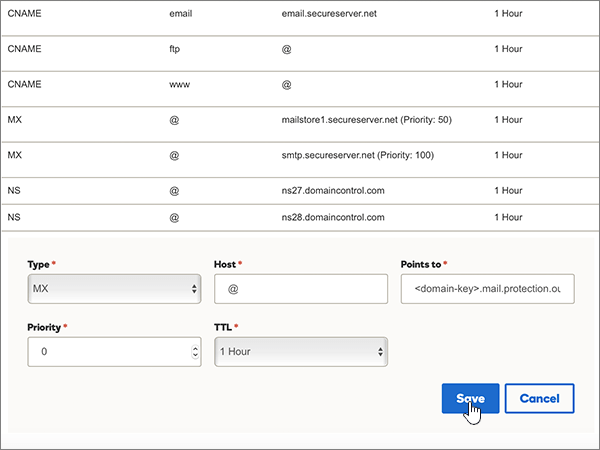 CNAME email email.secureserver.net 1 Hour
CNAME ftp @ 1 Hour
CNAME www @ 1 Hour
MX @ mailstore1.secureserver.net (Priority: 50) 1 Hour
MX @ smtp.secureserver.net (Priority: 100) 1 Hour
NS @ ns27.domaincontrol.com 1 Hour
NS @ ns28.domaincontrol.com 1 Hour
Type * Host * Points to *
MX @ <domain-key>.mail.protection.ou
Priority * TTL *
0 1 Hour
Save Cancel